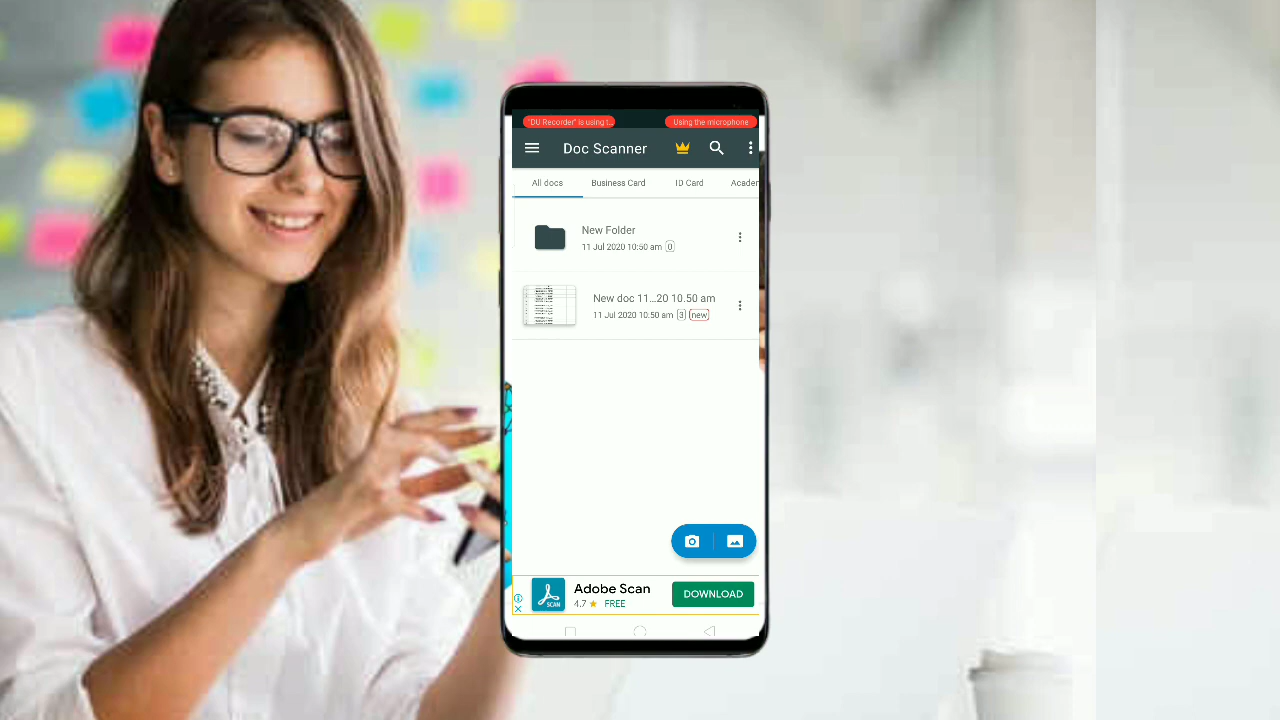 "DU Recorder" is using t.. Using the microphone
Doc Scanner
All docs Business Card ID Card Acader
New Folder
11 Jul 2020 10:50 am 0
New doc 11...20 10.50 am
11 Jul 2020 10:50 am 3 new
Adobe Scan
SCAN
4.7 FREE
DOWNLOAD